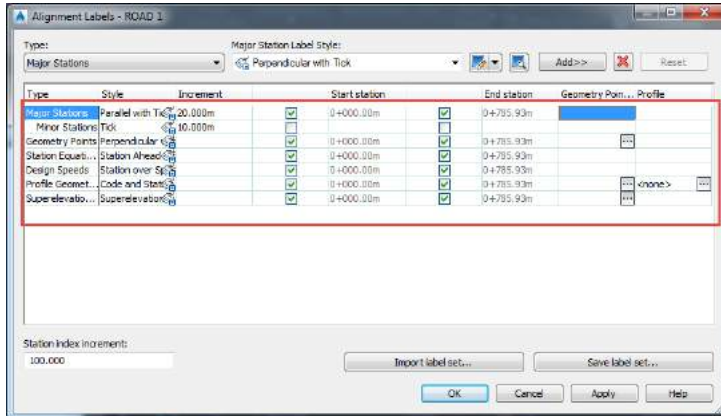 Alignment Labels - ROAD 1
Type: Major Station Label Style:
Major Stations Perpendicular with Tick Add>> Reset
Type Style Increment Start station End station Geometry Poin... Profile
Major Stations Parallel with Tic 20.000m 0+000.00m 0+785.93m
Minor Stations Tick 10.000m
Geometry Points Perpendicular 0+000.00m 0+785.93m
Station Equati... Station Ahead 0+000.00m 0+785.93m
Design Speeds Station over Sp 0+000.00m 0+785.93m
Profile Geomet... Code and Stati 0+000.00m 0+785.93m <none>
Superelevatio... Superelevation 0+000.00m 0+785.93m
Station index increment:
100.000 Import label set... Save label set...
OK Cancel Apply Help